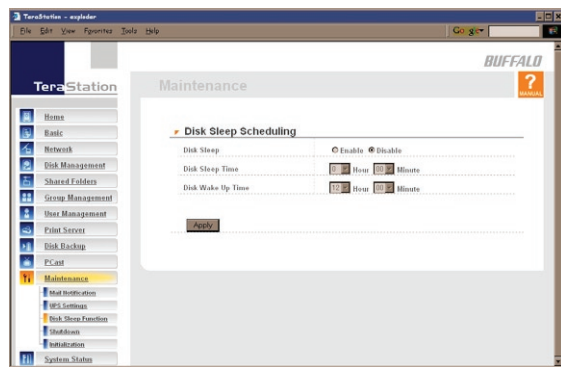 TeraStation - exploder
File Edit View Favorites Tools Help
Google
BUFFALO
TeraStation
Maintenance
?
MANUAL
Home
Basic
Network
Disk Management
Shared Folders
Group Management
User Management
Print Server
Disk Backup
PCast
Maintenance
Mail Notification
UPS Settings
Disk Sleep Function
Shutdown
Initialization
System Status
Disk Sleep Scheduling
Disk Sleep Enable Disable
Disk Sleep Time 0 Hour 00 Minute
Disk Wake Up Time 12 Hour 00 Minute
Apply